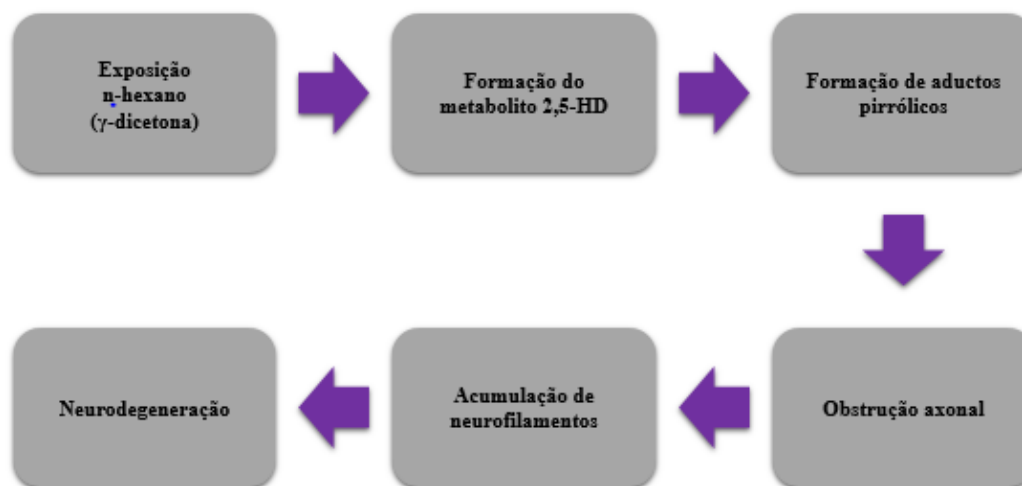 Exposição
n-hexano
(γ-dicetona)
Formação do
metabolito 2,5-HD
Formação de aductos
pirrólicos
Obstrução axonal
Acumulação de
neurofilamentos
Neurodegeneração